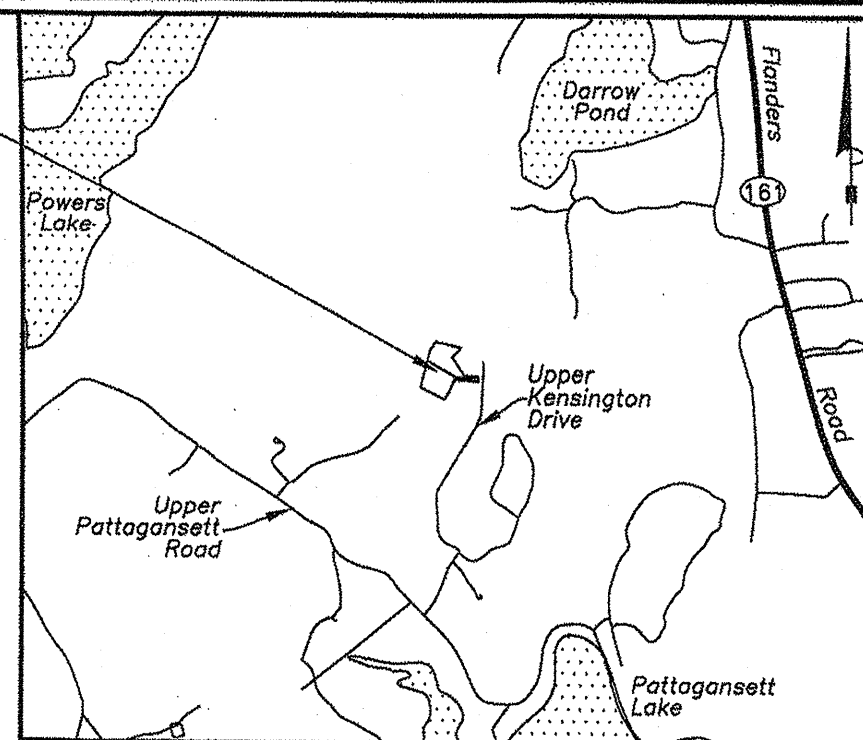 Darrow
Pond
Flanders
161
Powers
Lake
Upper
Kensington
Drive
Road
Upper
Pattagansett
Road
Pattagansett
Lake